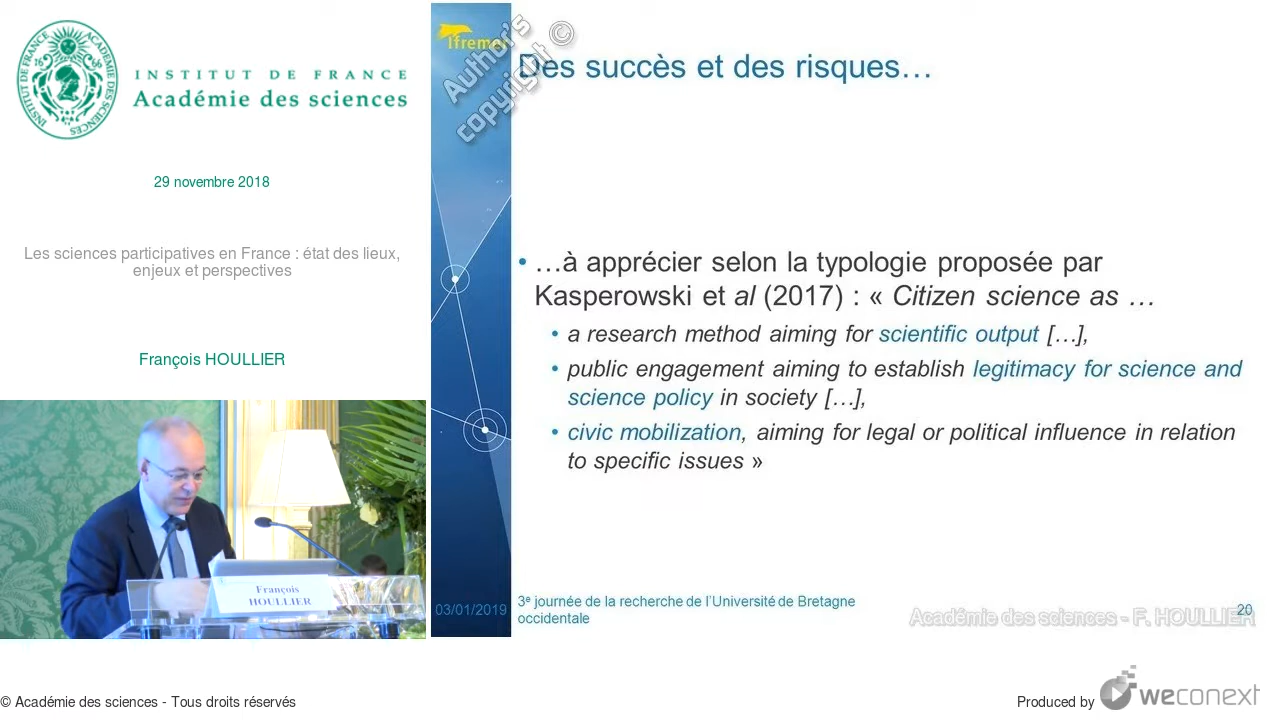 INSTITUT DE FRANCE
Académie des sciences
29 novembre 2018
Les sciences participatives en France : état des lieux,
enjeux et perspectives
François HOULLIER
François
HOULLIER
Ifremer
Author's
copyright ©
Des succès et des risques…
• …à apprécier selon la typologie proposée par
Kasperowski et al (2017) : « Citizen science as …
• a research method aiming for scientific output […],
• public engagement aiming to establish legitimacy for science and
science policy in society […],
• civic mobilization, aiming for legal or political influence in relation
to specific issues »
03/01/2019
3e journée de la recherche de l’Université de Bretagne
occidentale
20
Académie des sciences - F. HOULLIER
© Académie des sciences - Tous droits réservés
Produced by weconext